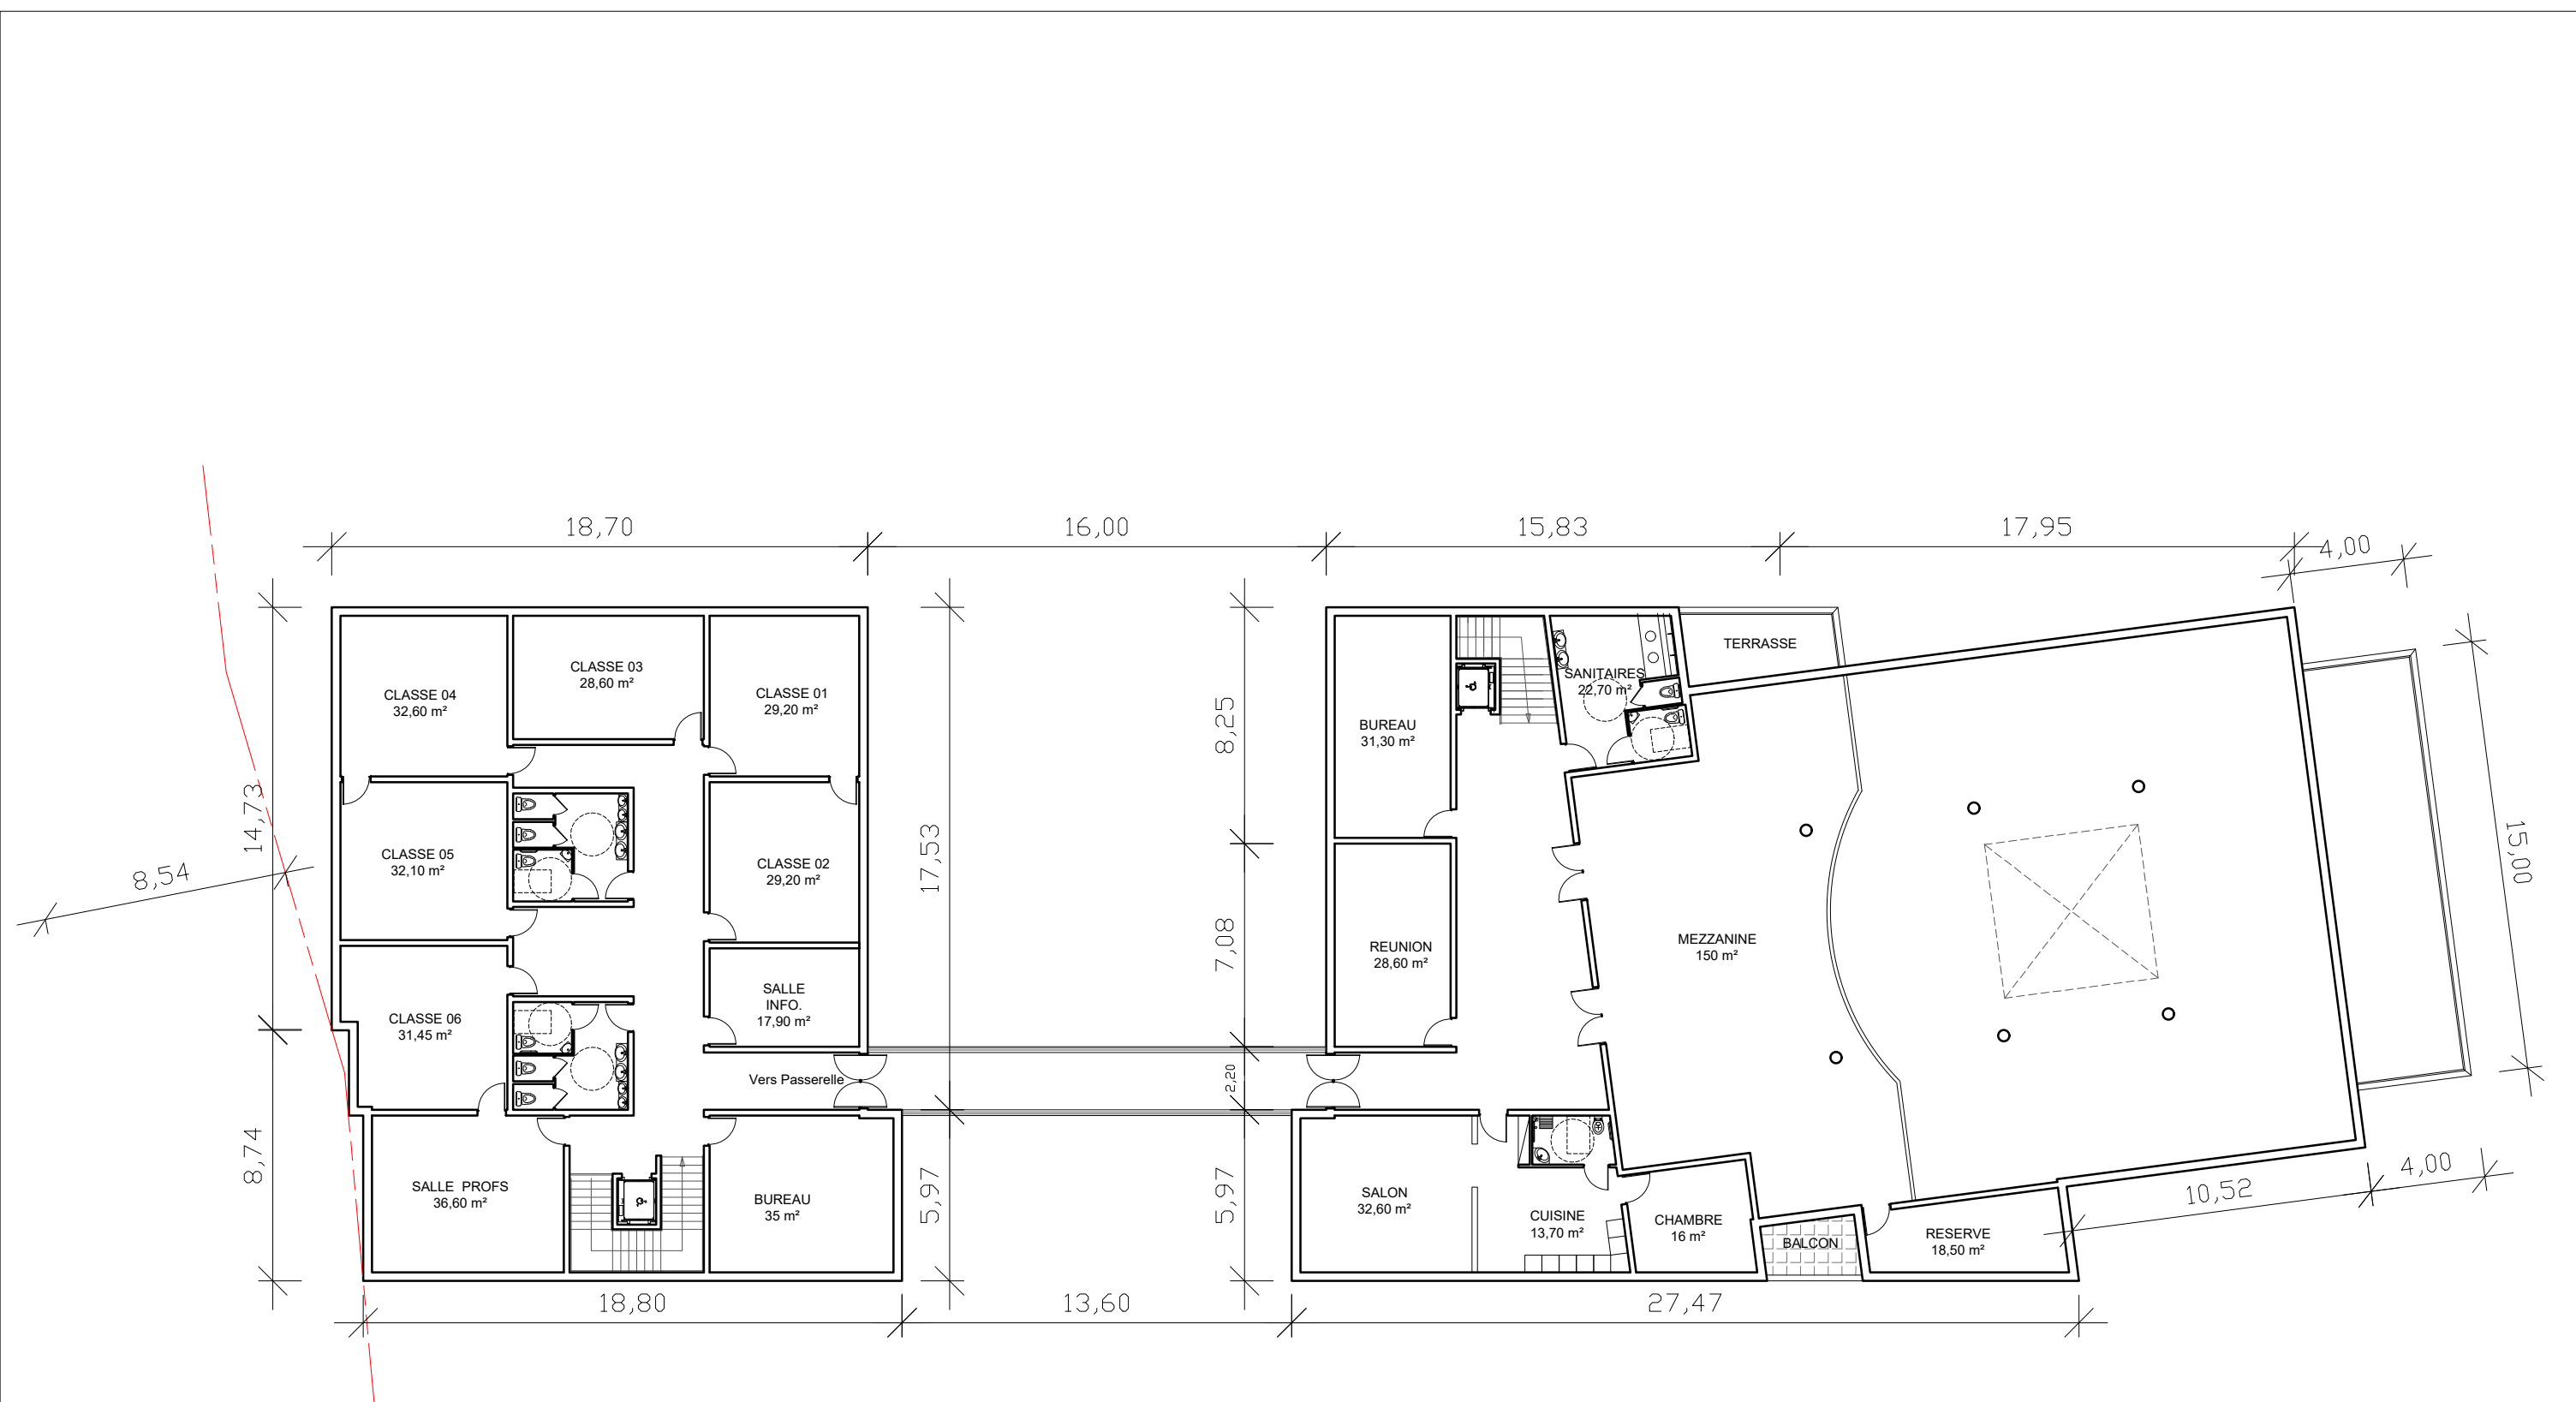 18,70
16,00
15,83
17,95
4,00
14,73
8,54
8,74
17,53
5,97
8,25
7,08
2,20
5,97
15,00
4,00
10,52
18,80
13,60
27,47
CLASSE 04
32,60 m²
CLASSE 03
28,60 m²
CLASSE 01
29,20 m²
CLASSE 05
32,10 m²
CLASSE 02
29,20 m²
CLASSE 06
31,45 m²
SALLE
INFO.
17,90 m²
Vers Passerelle
SALLE PROFS
36,60 m²
BUREAU
35 m²
BUREAU
31,30 m²
SANITAIRES
22,70 m²
TERRASSE
REUNION
28,60 m²
MEZZANINE
150 m²
SALON
32,60 m²
CUISINE
13,70 m²
CHAMBRE
16 m²
BALCON
RESERVE
18,50 m²